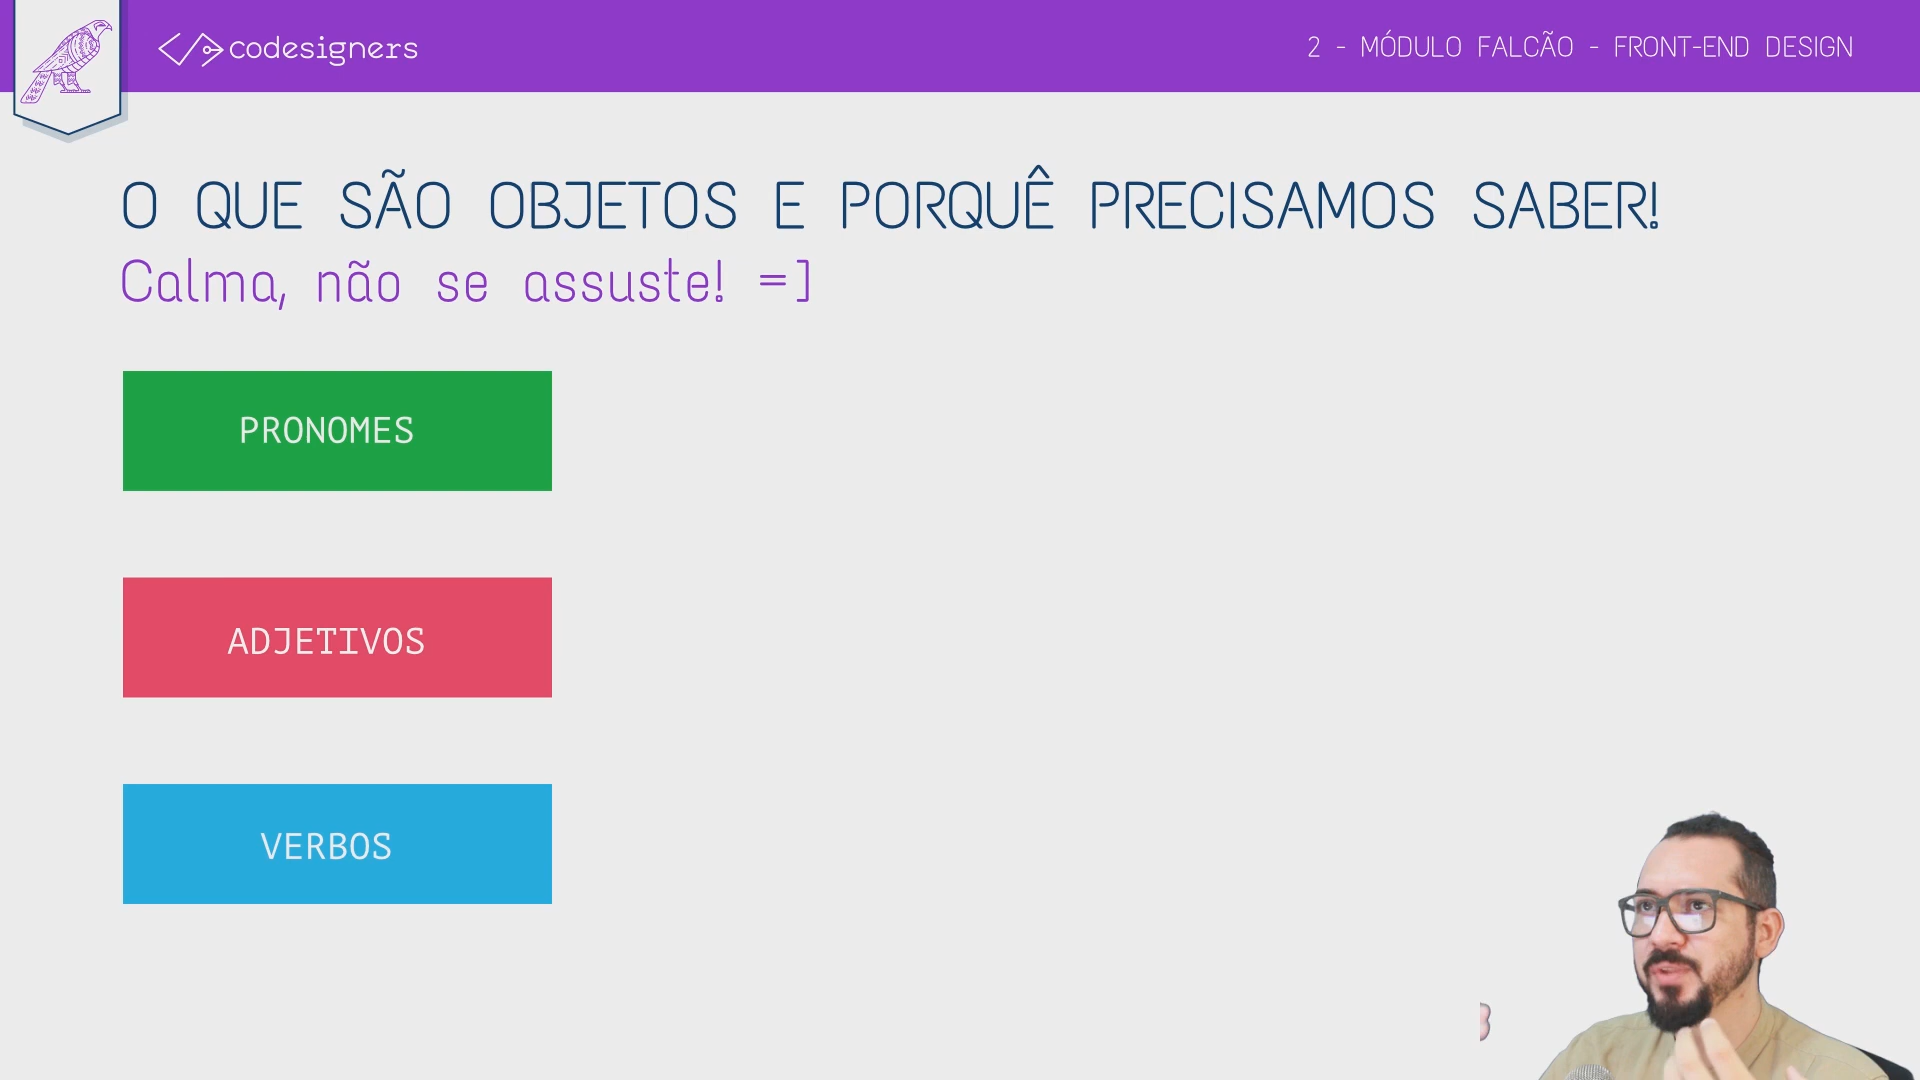 codesigners
2 - MÓDULO FALCÃO - FRONT-END DESIGN
O QUE SÃO OBJETOS E PORQUÊ PRECISAMOS SABER!
Calma, não se assuste! =]
PRONOMES
ADJETIVOS
VERBOS